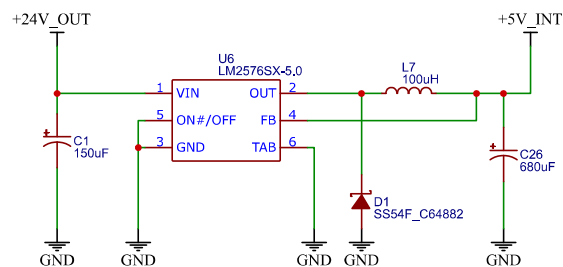 +24V_OUT
+5V_INT
U6
LM2576SX-5.0
L7
100uH
1 VIN OUT 2
5 ON#/OFF FB 4
3 GND TAB 6
C1
150uF
C26
680uF
D1
SS54F_C64882
GND GND GND GND GND